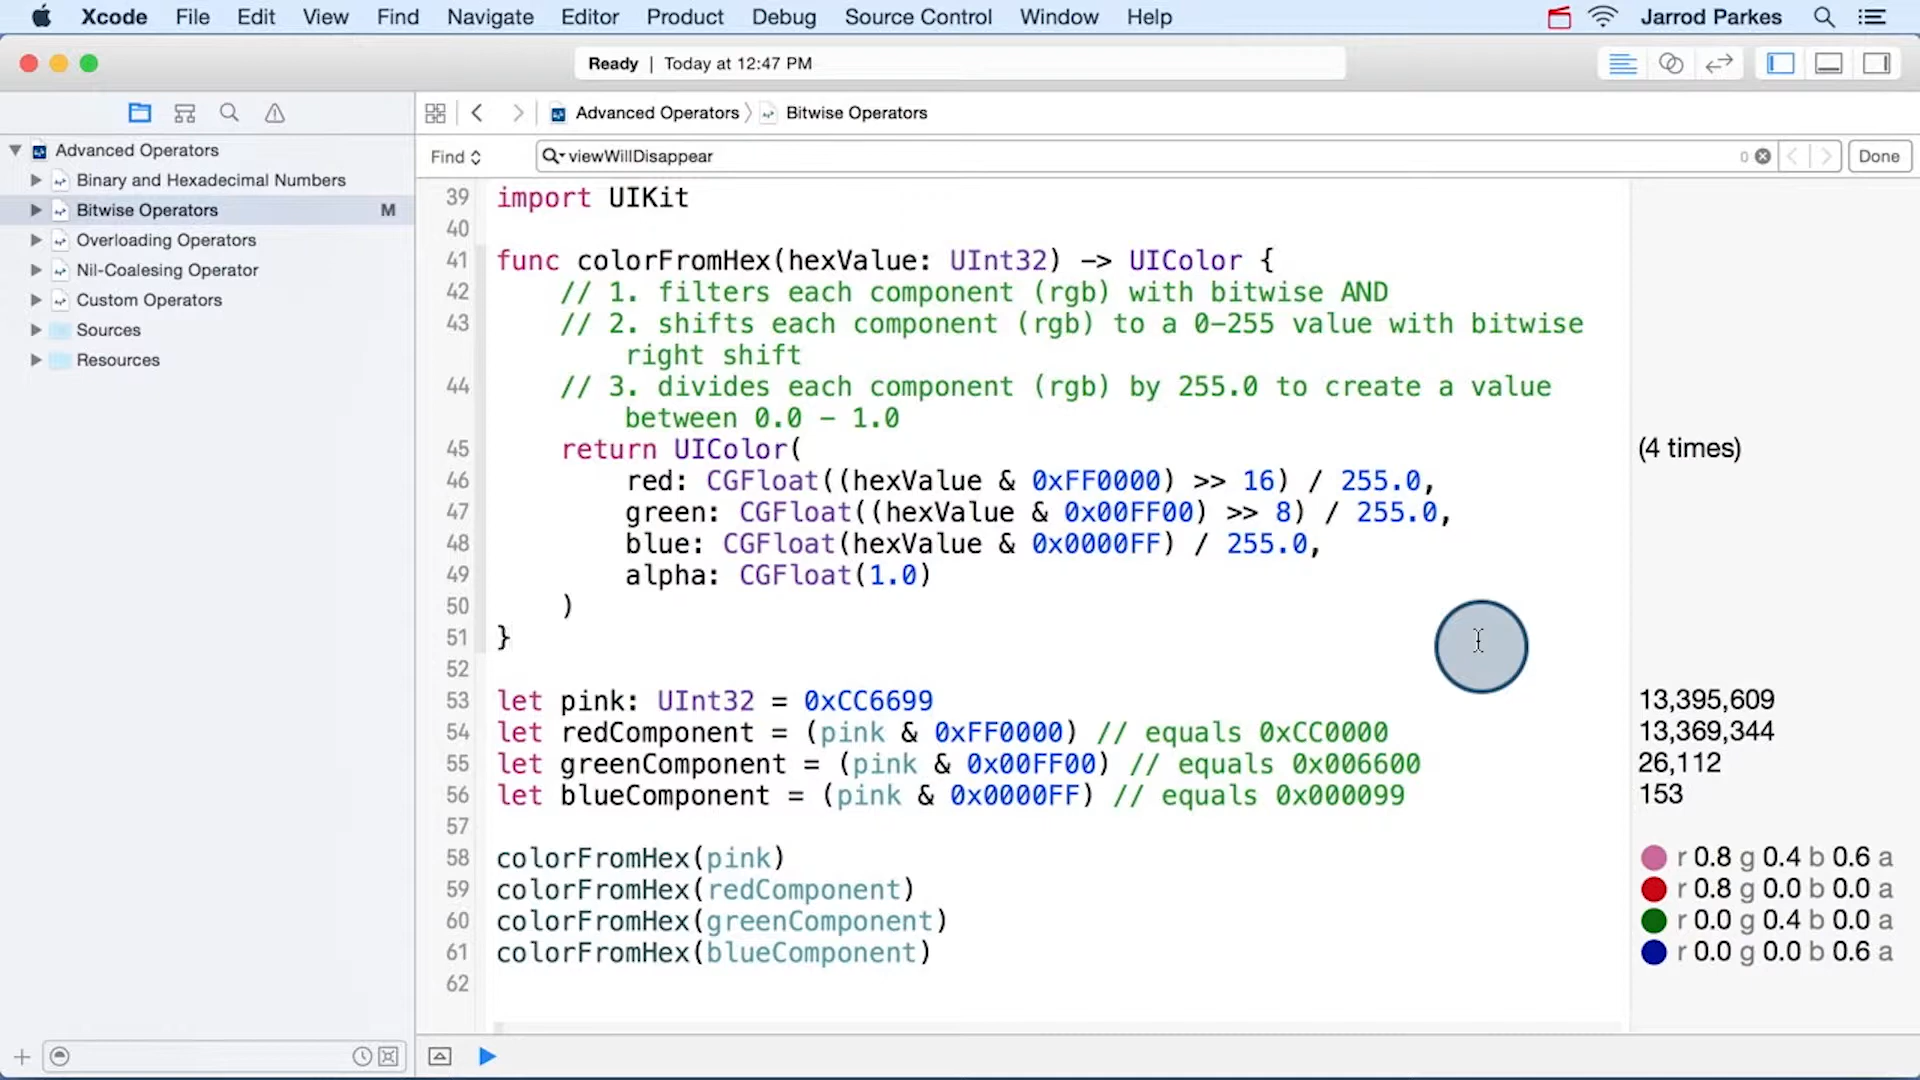 Xcode File Edit View Find Navigate Editor Product Debug Source Control Window Help Jarrod Parkes
Ready | Today at 12:47 PM
Advanced Operators Bitwise Operators
Find viewWillDisappear 0 Done
Advanced Operators
Binary and Hexadecimal Numbers
Bitwise Operators M
Overloading Operators
Nil-Coalesing Operator
Custom Operators
Sources
Resources
39 import UIKit
40
41 func colorFromHex(hexValue: UInt32) -> UIColor {
42 // 1. filters each component (rgb) with bitwise AND
43 // 2. shifts each component (rgb) to a 0-255 value with bitwise
right shift
44 // 3. divides each component (rgb) by 255.0 to create a value
between 0.0 - 1.0
45 return UIColor( (4 times)
46 red: CGFloat((hexValue & 0xFF0000) >> 16) / 255.0,
47 green: CGFloat((hexValue & 0x00FF00) >> 8) / 255.0,
48 blue: CGFloat(hexValue & 0x0000FF) / 255.0,
49 alpha: CGFloat(1.0)
50 )
51 }
52
53 let pink: UInt32 = 0xCC6699 13,395,609
54 let redComponent = (pink & 0xFF0000) // equals 0xCC0000 13,369,344
55 let greenComponent = (pink & 0x00FF00) // equals 0x006600 26,112
56 let blueComponent = (pink & 0x0000FF) // equals 0x000099 153
57
58 colorFromHex(pink) r 0.8 g 0.4 b 0.6 a
59 colorFromHex(redComponent) r 0.8 g 0.0 b 0.0 a
60 colorFromHex(greenComponent) r 0.0 g 0.4 b 0.0 a
61 colorFromHex(blueComponent) r 0.0 g 0.0 b 0.6 a
62